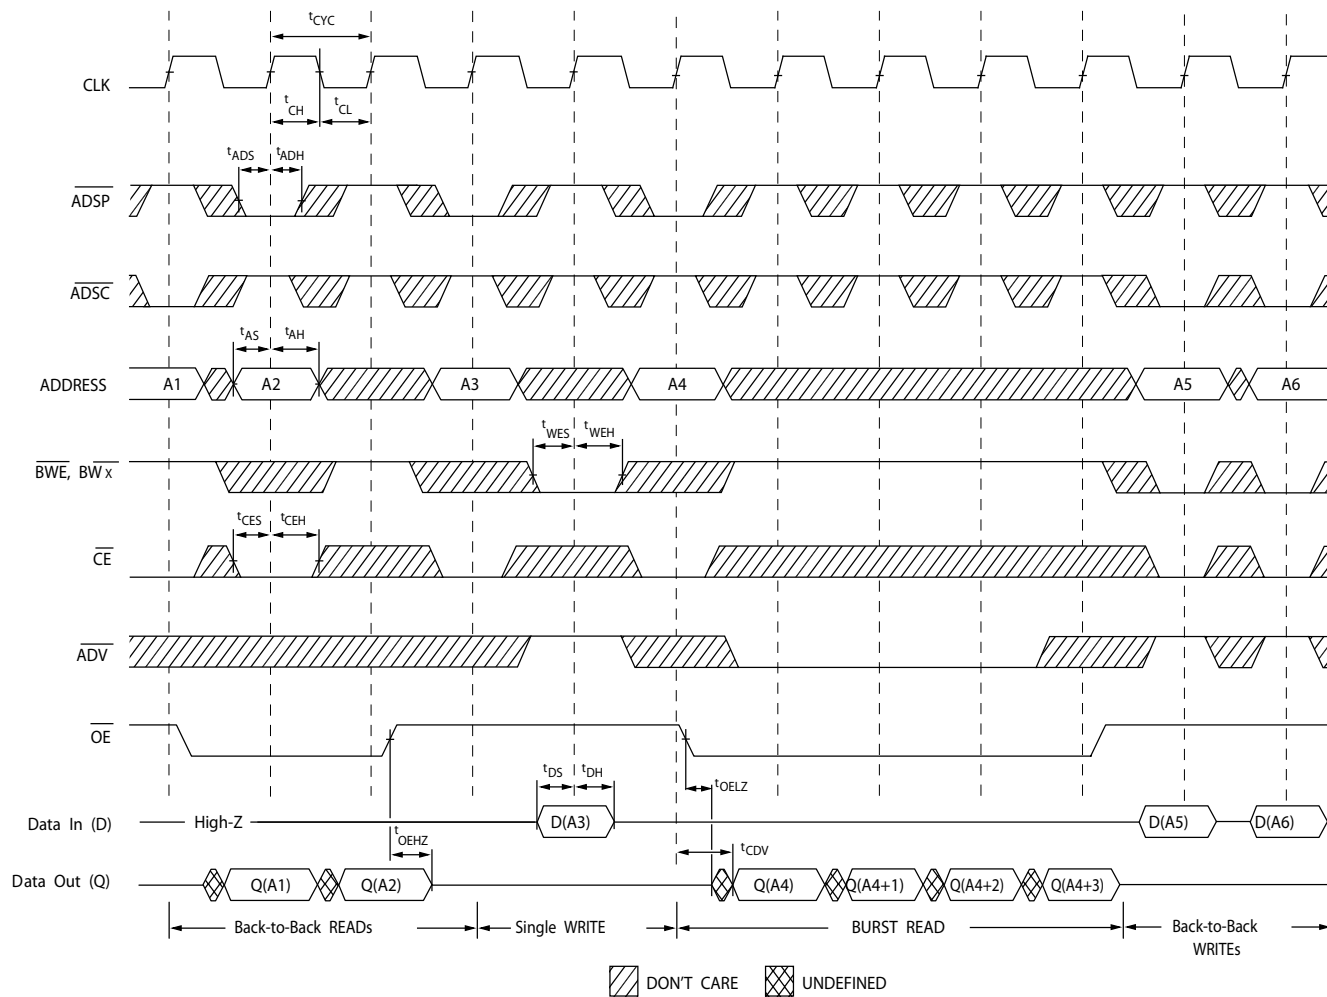 tCYC
CLK
tCH
tCL
tADS
tADH
ADSP
ADSC
tAS
tAH
ADDRESS
A1
A2
A3
A4
A5
A6
tWES
tWEH
BWE, BW x
tCES
tCEH
CE
ADV
OE
tDS
tDH
tOELZ
Data In (D)
High-Z
D(A3)
D(A5)
D(A6)
tOEHZ
tCDV
Data Out (Q)
Q(A1)
Q(A2)
Q(A4)
Q(A4+1)
Q(A4+2)
Q(A4+3)
Back-to-Back READs
Single WRITE
BURST READ
Back-to-Back
WRITEs
DON'T CARE
UNDEFINED